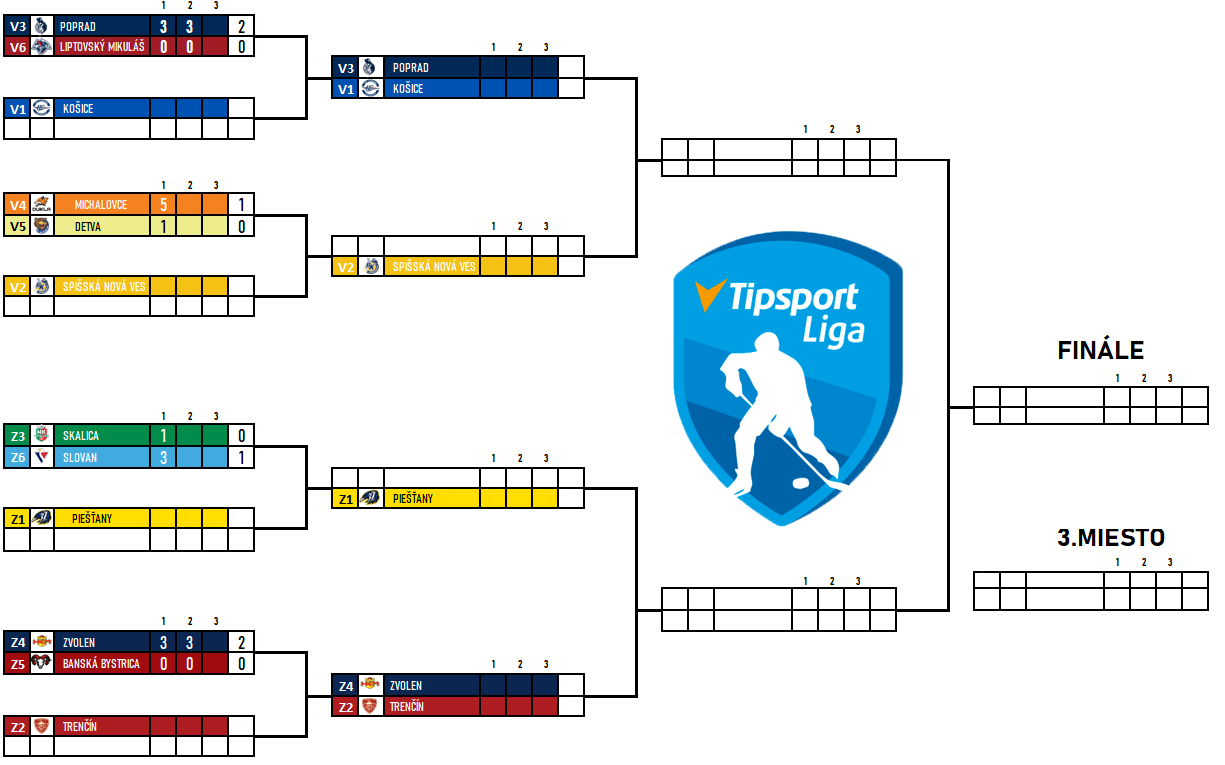 1 2 3
V3 POPRAD 3 3 2
V6 LIPTOVSKÝ MIKULÁŠ 0 0 0
V1 KOŠICE
1 2 3
V3 POPRAD
V1 KOŠICE
1 2 3
V4 DUKLA MICHALOVCE 5 1
V5 DETVA 1 0
V2 SPIŠSKÁ NOVÁ VES
1 2 3
V2 SPIŠSKÁ NOVÁ VES
1 2 3
Tipsport
Liga
1 2 3
Z3 SKALICA 1 0
Z6 SLOVAN 3 1
Z1 PIEŠŤANY
1 2 3
Z1 PIEŠŤANY
1 2 3
Z4 ZVOLEN 3 3 2
Z5 BANSKÁ BYSTRICA 0 0 0
Z2 TRENČÍN
1 2 3
Z4 ZVOLEN
Z2 TRENČÍN
1 2 3
FINÁLE
1 2 3
3.MIESTO
1 2 3